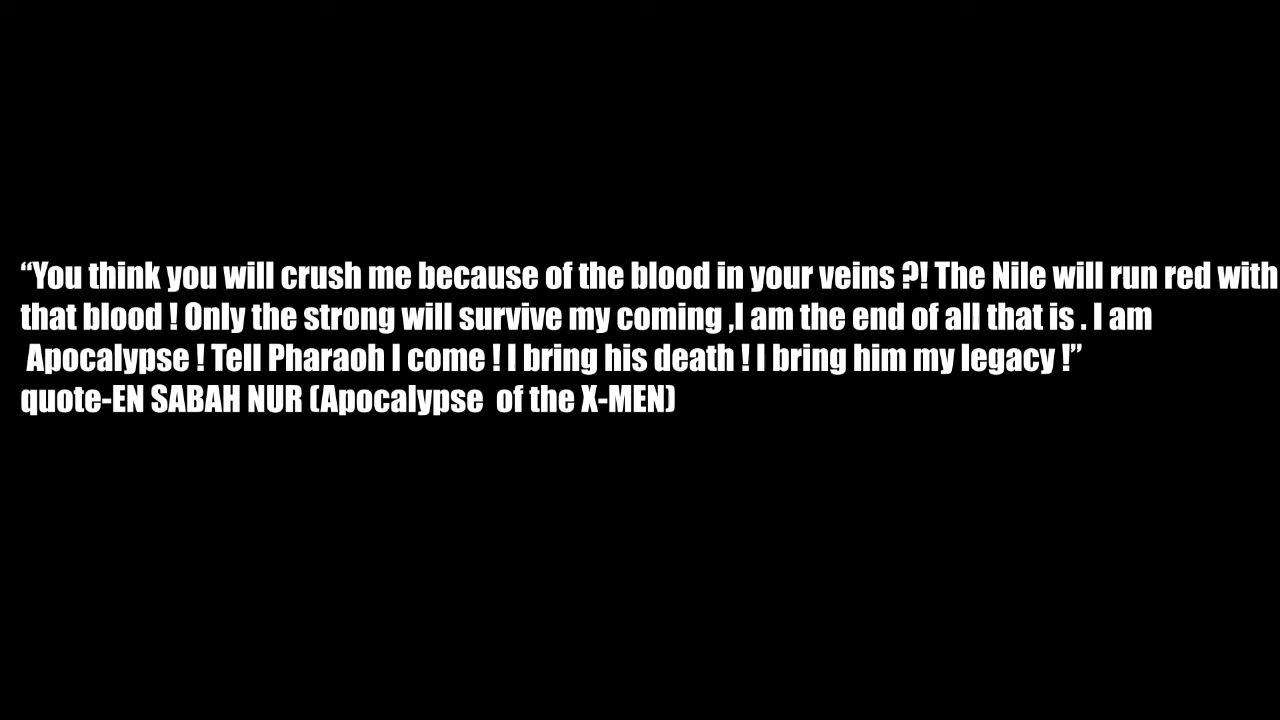 “You think you will crush me because of the blood in your veins ?! The Nile will run red with
that blood ! Only the strong will survive my coming ,I am the end of all that is . I am
Apocalypse ! Tell Pharaoh I come ! I bring his death ! I bring him my legacy !”
quote-EN SABAH NUR (Apocalypse  of the X-MEN)